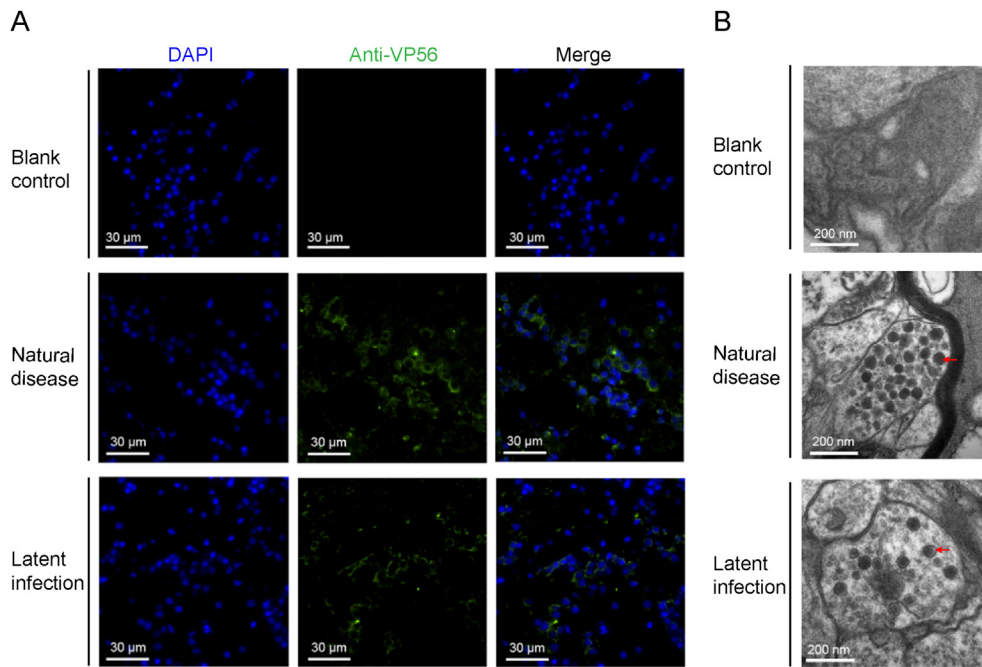 A
B
DAPI
Anti-VP56
Merge
Blank
control
30 µm
30 µm
30 µm
Blank
control
200 nm
Natural
disease
30 µm
30 µm
30 µm
Natural
disease
200 nm
Latent
infection
30 µm
30 µm
30 µm
Latent
infection
200 nm